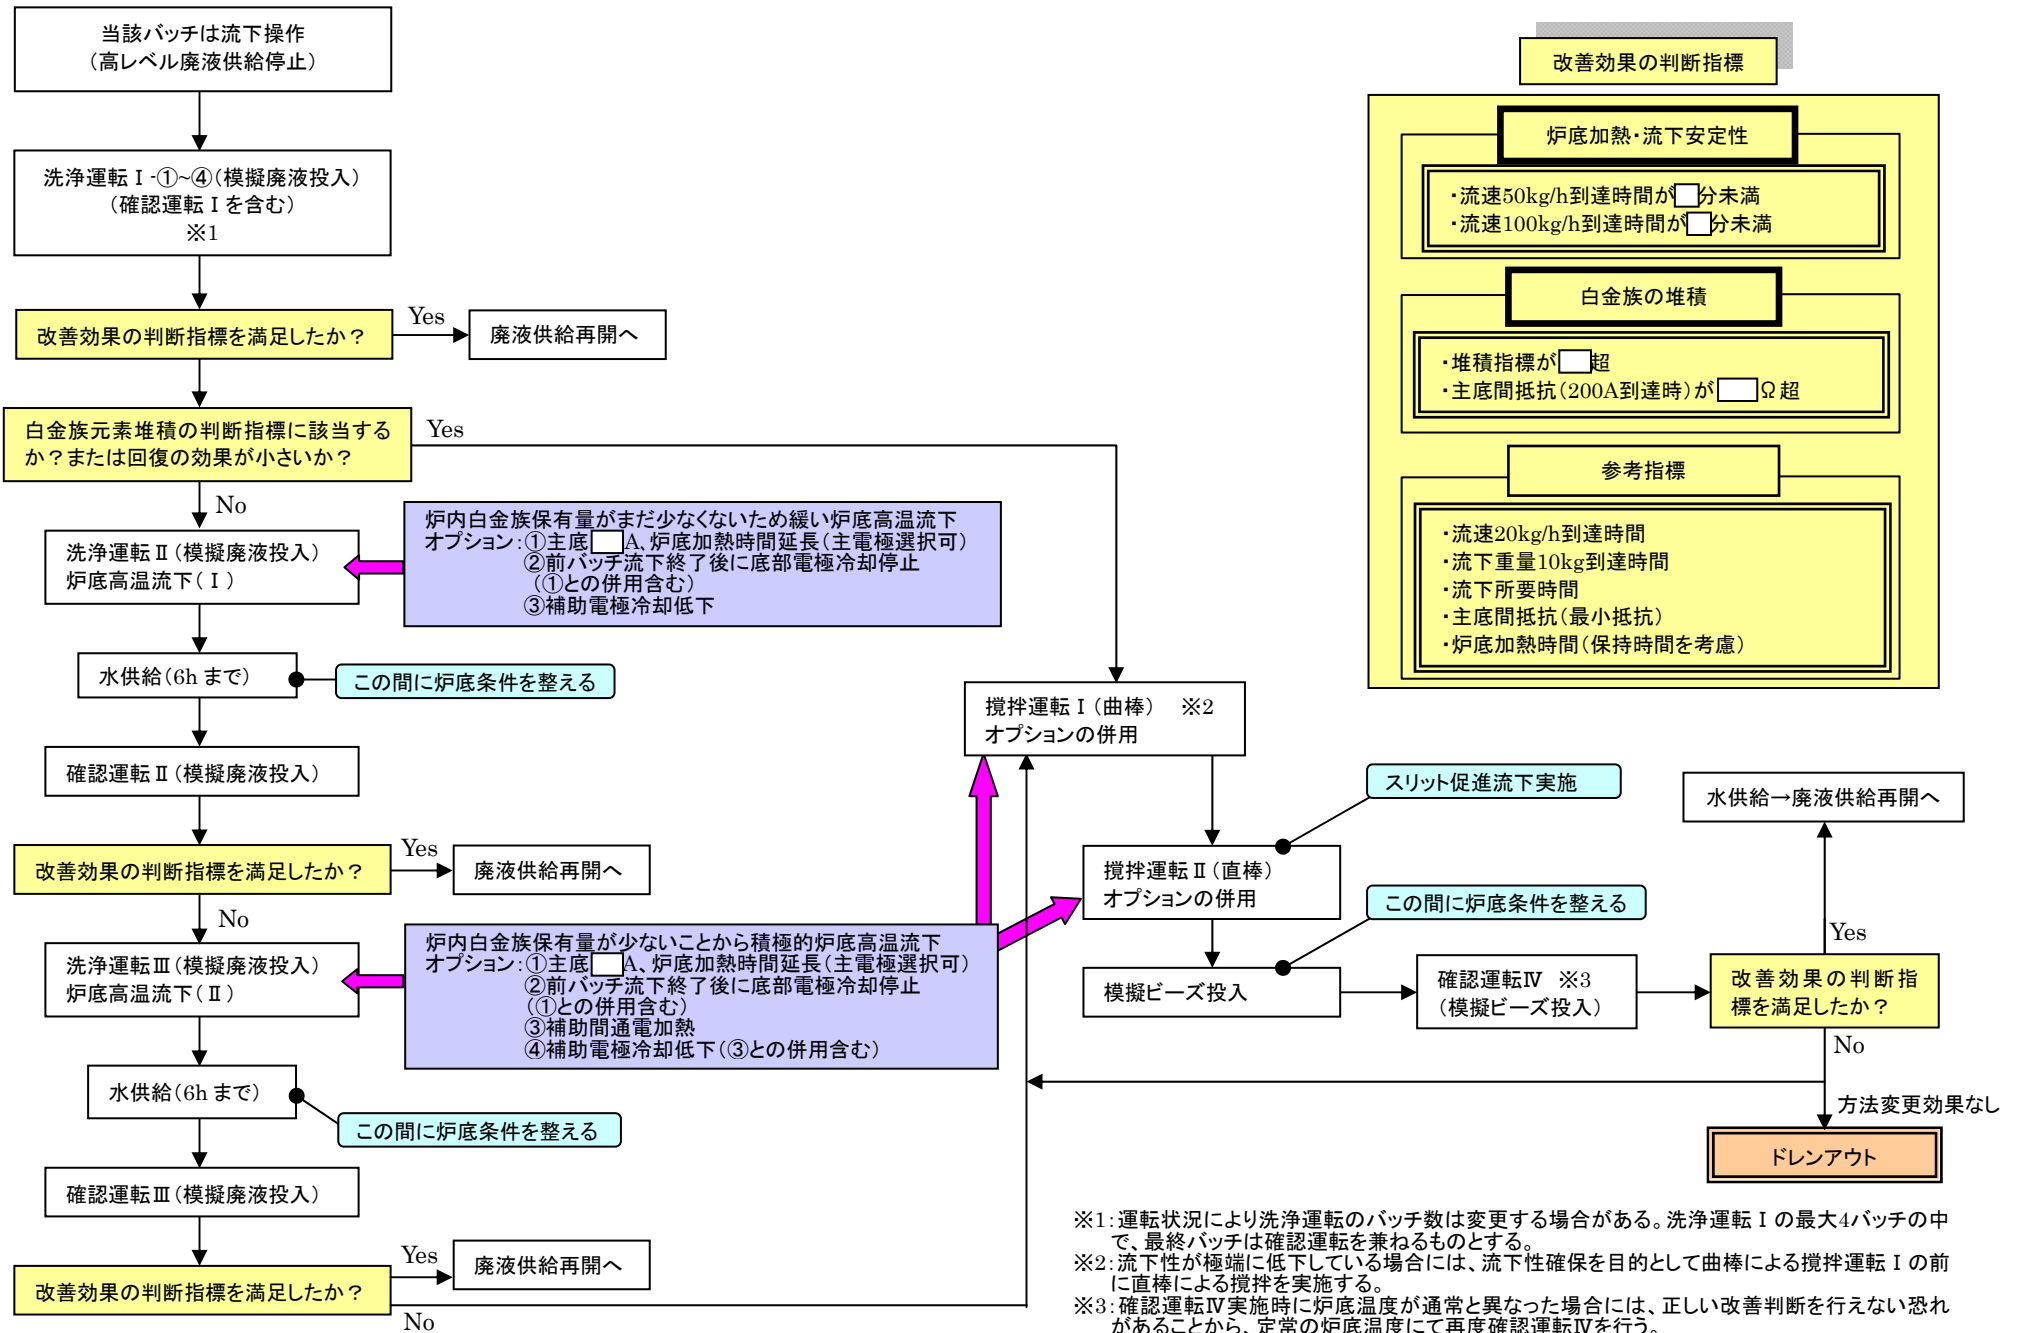 当該バッチは流下操作
（高レベル廃液供給停止）
洗浄運転Ⅰ-①~④（模擬廃液投入）
（確認運転Ⅰを含む）
※1
改善効果の判断指標を満足したか？
Yes
廃液供給再開へ
白金族元素堆積の判断指標に該当する
か？または回復の効果が小さいか？
Yes
No
洗浄運転Ⅱ（模擬廃液投入）
炉底高温流下（Ⅰ）
炉内白金族保有量がまだ少なくないため緩い炉底高温流下
オプション：①主底 A、炉底加熱時間延長（主電極選択可）
②前バッチ流下終了後に底部電極冷却停止
（①との併用含む）
③補助電極冷却低下
水供給（6h まで）
この間に炉底条件を整える
確認運転Ⅱ（模擬廃液投入）
改善効果の判断指標を満足したか？
Yes
廃液供給再開へ
No
洗浄運転Ⅲ（模擬廃液投入）
炉底高温流下（Ⅱ）
炉内白金族保有量が少ないことから積極的炉底高温流下
オプション：①主底 A、炉底加熱時間延長（主電極選択可）
②前バッチ流下終了後に底部電極冷却停止
（①との併用含む）
③補助間通電加熱
④補助電極冷却低下（③との併用含む）
水供給（6h まで）
この間に炉底条件を整える
確認運転Ⅲ（模擬廃液投入）
改善効果の判断指標を満足したか？
Yes
廃液供給再開へ
No
撹拌運転Ⅰ（曲棒） ※2
オプションの併用
スリット促進流下実施
撹拌運転Ⅱ（直棒）
オプションの併用
この間に炉底条件を整える
模擬ビーズ投入
確認運転Ⅳ ※3
（模擬ビーズ投入）
水供給→廃液供給再開へ
Yes
改善効果の判断指
標を満足したか？
No
方法変更効果なし
ドレンアウト
改善効果の判断指標
炉底加熱・流下安定性
・流速50kg/h到達時間が 分未満
・流速100kg/h到達時間が 分未満
白金族の堆積
・堆積指標が 超
・主底間抵抗（200A到達時）が Ω超
参考指標
・流速20kg/h到達時間
・流下重量10kg到達時間
・流下所要時間
・主底間抵抗（最小抵抗）
・炉底加熱時間（保持時間を考慮）
※1：運転状況により洗浄運転のバッチ数は変更する場合がある。洗浄運転Ⅰの最大4バッチの中
で、最終バッチは確認運転を兼ねるものとする。
※2：流下性が極端に低下している場合には、流下性確保を目的として曲棒による撹拌運転Ⅰの前
に直棒による撹拌を実施する。
※3：確認運転Ⅳ実施時に炉底温度が通常と異なった場合には、正しい改善判断を行えない恐れ
があることから、定常の炉底温度にて再度確認運転Ⅳを行う。